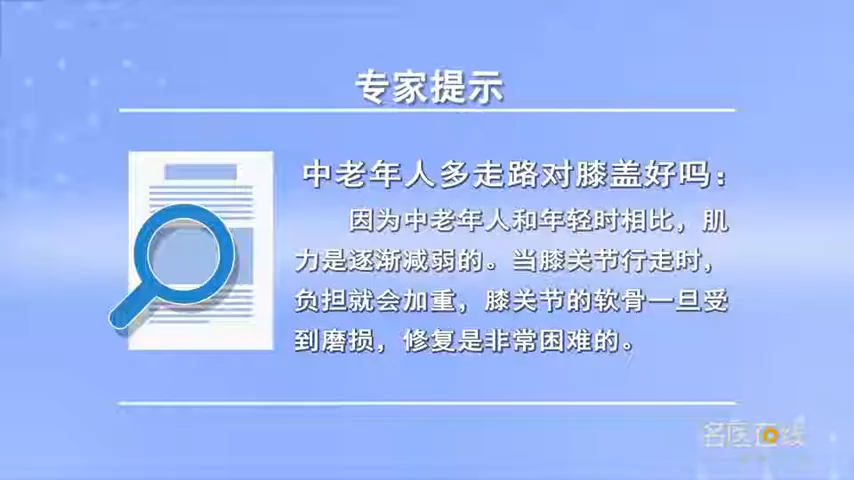 专家提示
中老年人多走路对膝盖好吗：
因为中老年人和年轻时相比，肌
力是逐渐减弱的。当膝关节行走时，
负担就会加重，膝关节的软骨一旦受
到磨损，修复是非常困难的。
名医在线